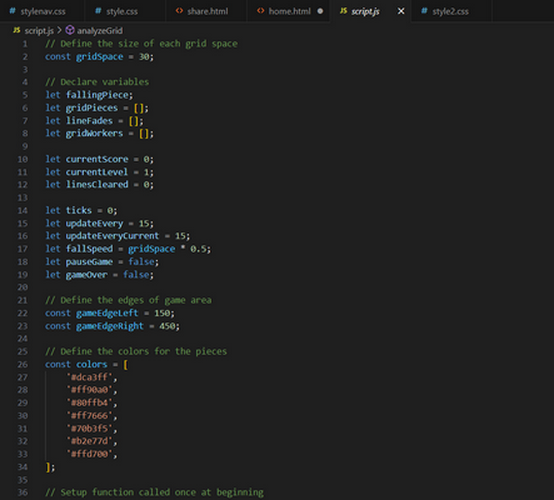 stylenav.css style.css share.html home.html script.js style2.css
script.js > analyzeGrid
1 // Define the size of each grid space
2 const gridSpace = 30;
3
4 // Declare variables
5 let fallingPiece;
6 let gridPieces = [];
7 let lineFades = [];
8 let gridWorkers = [];
9
10 let currentScore = 0;
11 let currentLevel = 1;
12 let linesCleared = 0;
13
14 let ticks = 0;
15 let updateEvery = 15;
16 let updateEveryCurrent = 15;
17 let fallSpeed = gridSpace * 0.5;
18 let pauseGame = false;
19 let gameOver = false;
20
21 // Define the edges of game area
22 const gameEdgeLeft = 150;
23 const gameEdgeRight = 450;
24
25 // Define the colors for the pieces
26 const colors = [
27 '#dca3ff',
28 '#ff90a0',
29 '#80ffb4',
30 '#ff7666',
31 '#70b3f5',
32 '#b2e77d',
33 '#ffd700',
34 ];
35
36 // Setup function called once at beginning